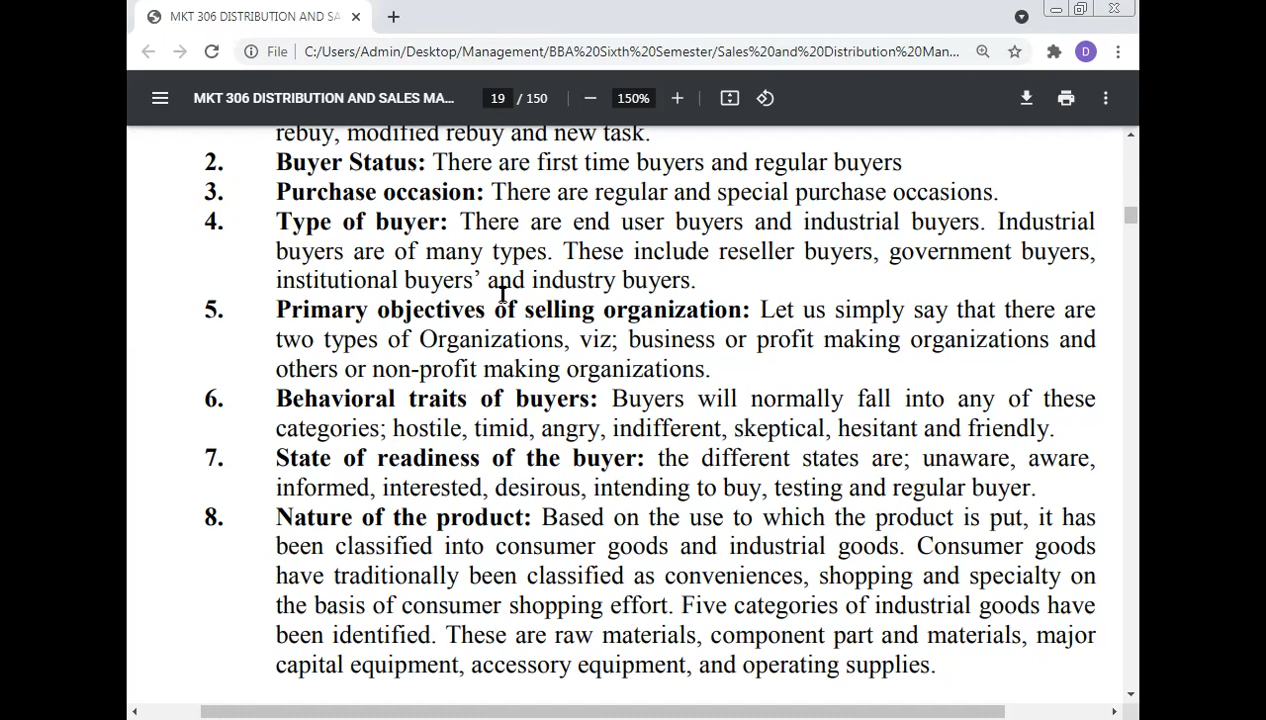 MKT 306 DISTRIBUTION AND SA
File C:/Users/Admin/Desktop/Management/BBA%20Sixth%20Semester/Sales%20and%20Distribution%20Man...
D
MKT 306 DISTRIBUTION AND SALES MA... 19 / 150 150%
rebuy, modified rebuy and new task.
2. Buyer Status: There are first time buyers and regular buyers
3. Purchase occasion: There are regular and special purchase occasions.
4. Type of buyer: There are end user buyers and industrial buyers. Industrial
buyers are of many types. These include reseller buyers, government buyers,
institutional buyers’ and industry buyers.
5. Primary objectives of selling organization: Let us simply say that there are
two types of Organizations, viz; business or profit making organizations and
others or non-profit making organizations.
6. Behavioral traits of buyers: Buyers will normally fall into any of these
categories; hostile, timid, angry, indifferent, skeptical, hesitant and friendly.
7. State of readiness of the buyer: the different states are; unaware, aware,
informed, interested, desirous, intending to buy, testing and regular buyer.
8. Nature of the product: Based on the use to which the product is put, it has
been classified into consumer goods and industrial goods. Consumer goods
have traditionally been classified as conveniences, shopping and specialty on
the basis of consumer shopping effort. Five categories of industrial goods have
been identified. These are raw materials, component part and materials, major
capital equipment, accessory equipment, and operating supplies.